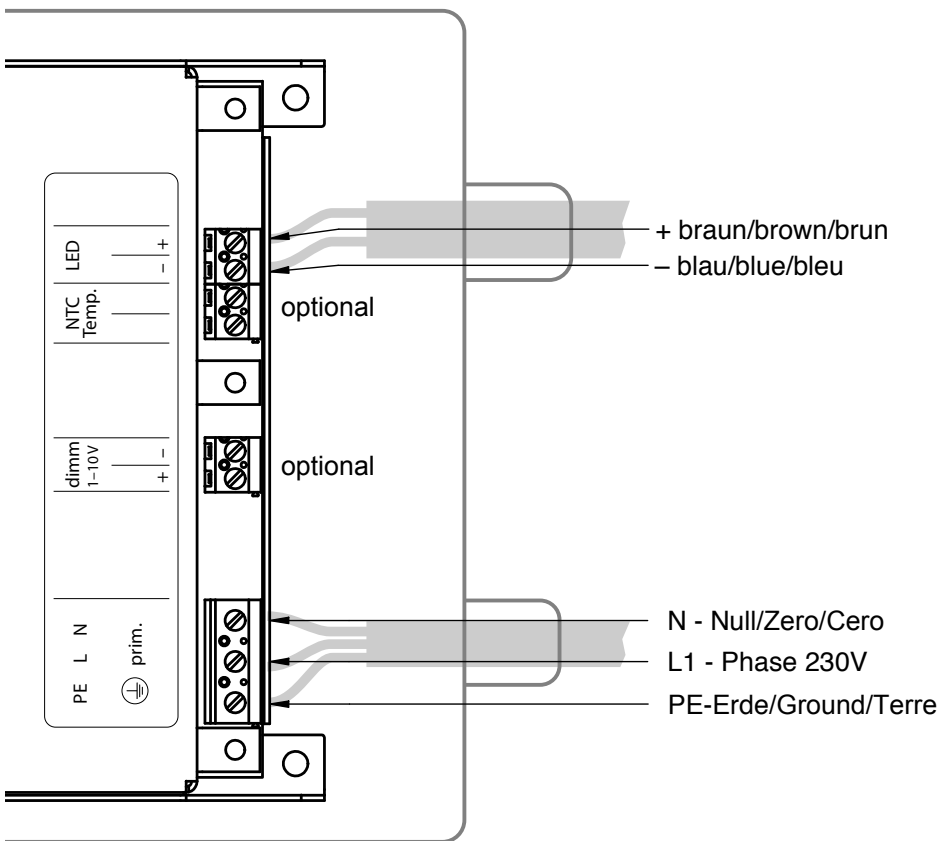 LED
+
–
NTC
Temp.
dimm
1–10V
–
+
N
L
PE
prim.
optional
optional
+ braun/brown/brun
– blau/blue/bleu
N - Null/Zero/Cero
L1 - Phase 230V
PE-Erde/Ground/Terre